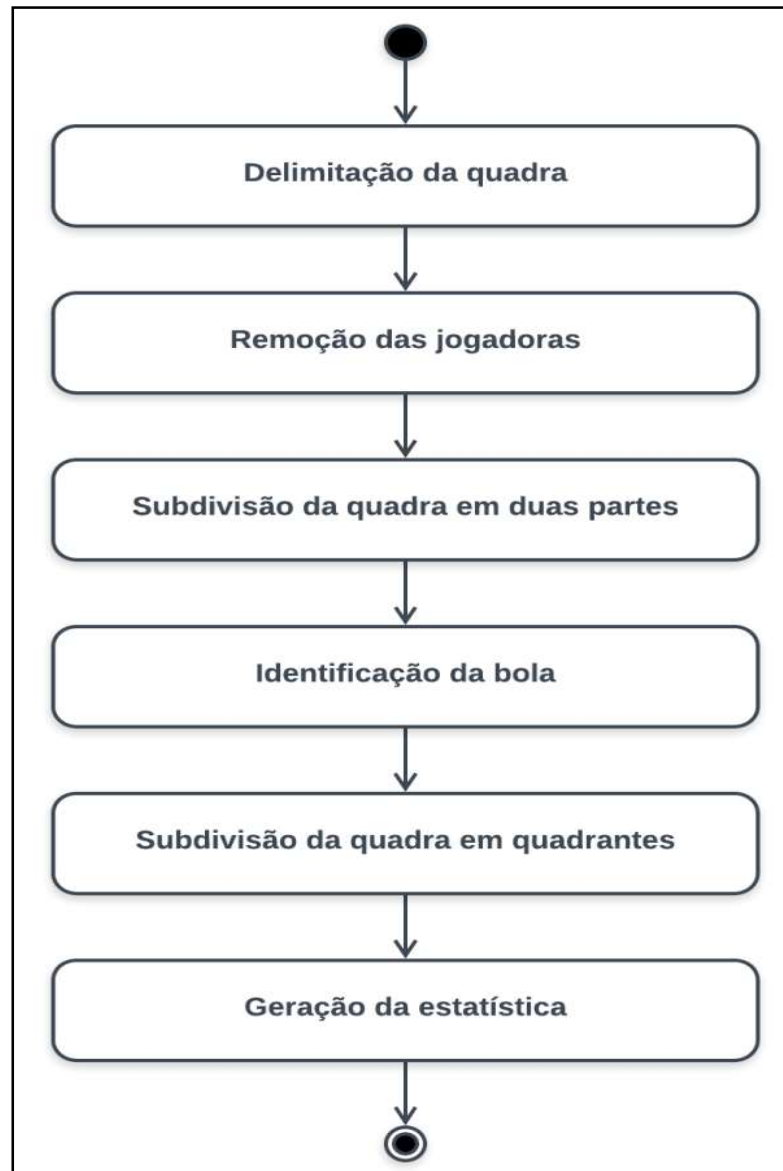 Delimitação da quadra
Remoção das jogadoras
Subdivisão da quadra em duas partes
Identificação da bola
Subdivisão da quadra em quadrantes
Geração da estatística